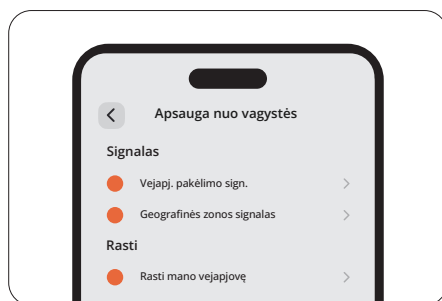 Apsauga nuo vagystės
Signalas
Vejapj. pakėlimo sign.
Geografinės zonos signalas
Rasti
Rasti mano vejapjovę